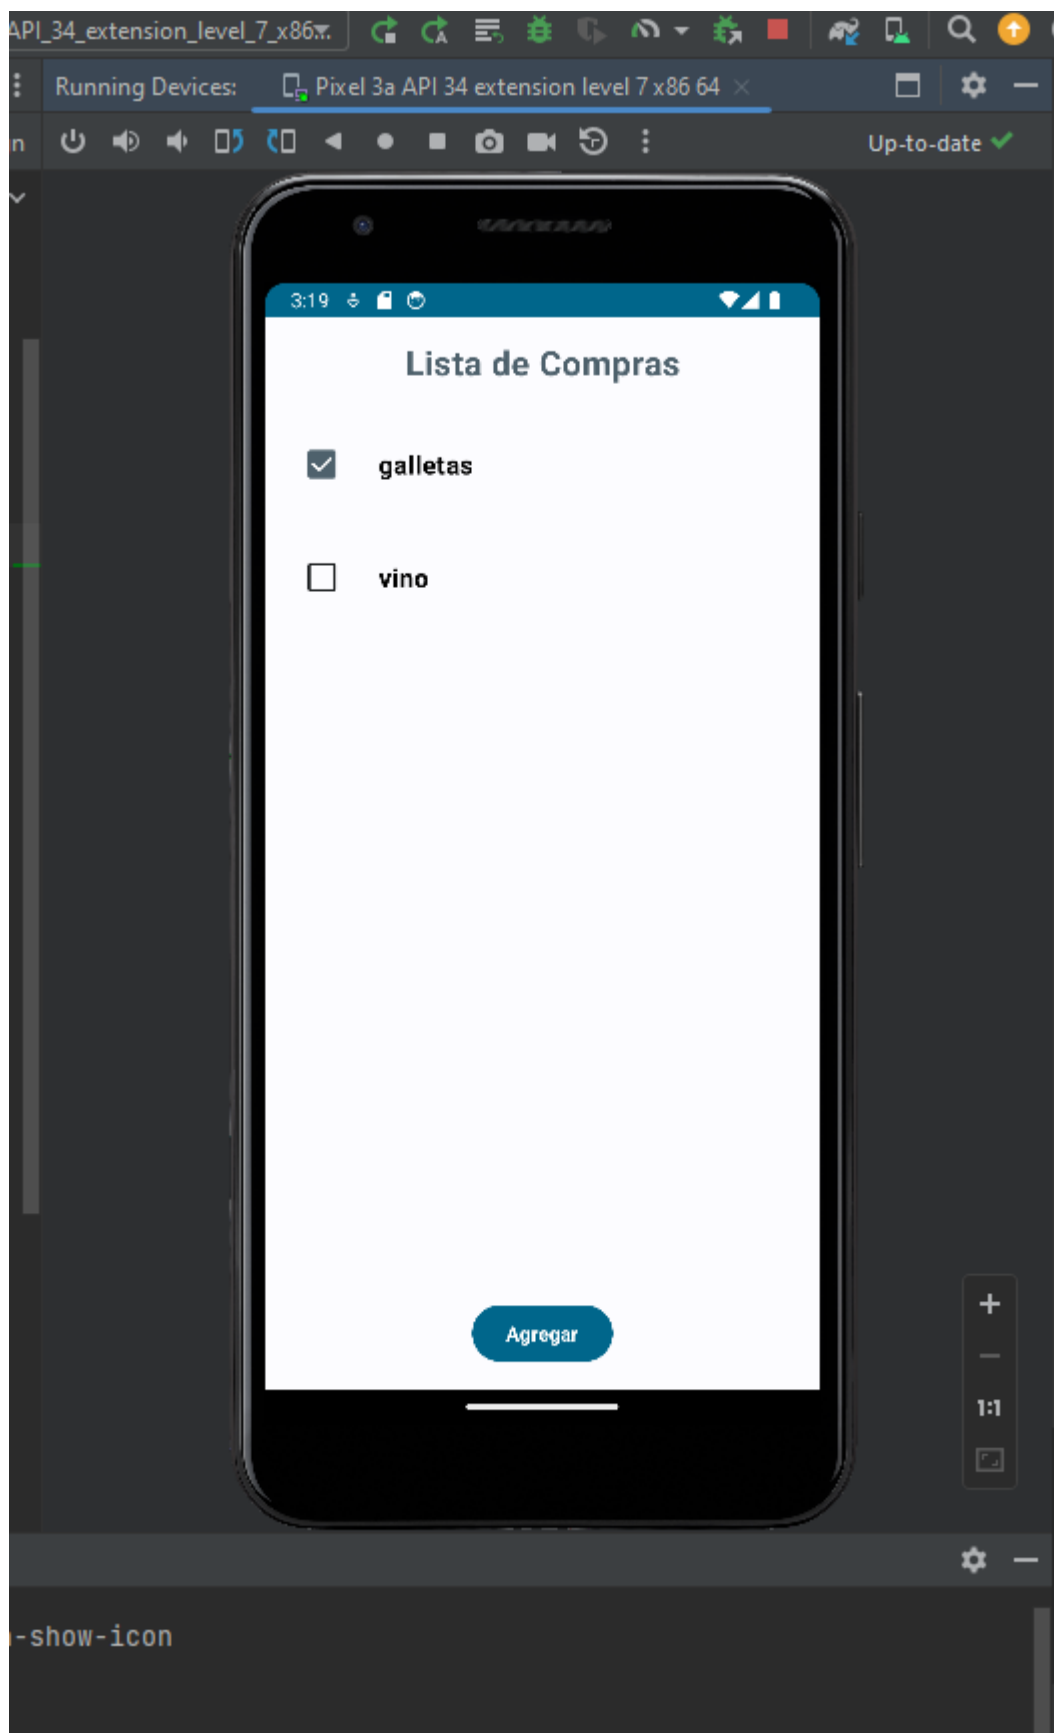 API_34_extension_level_7_x86
Running Devices: Pixel 3a API 34 extension level 7 x86 64
n
Up-to-date
3:19
Lista de Compras
galletas
vino
Agregar
1:1
-show-icon